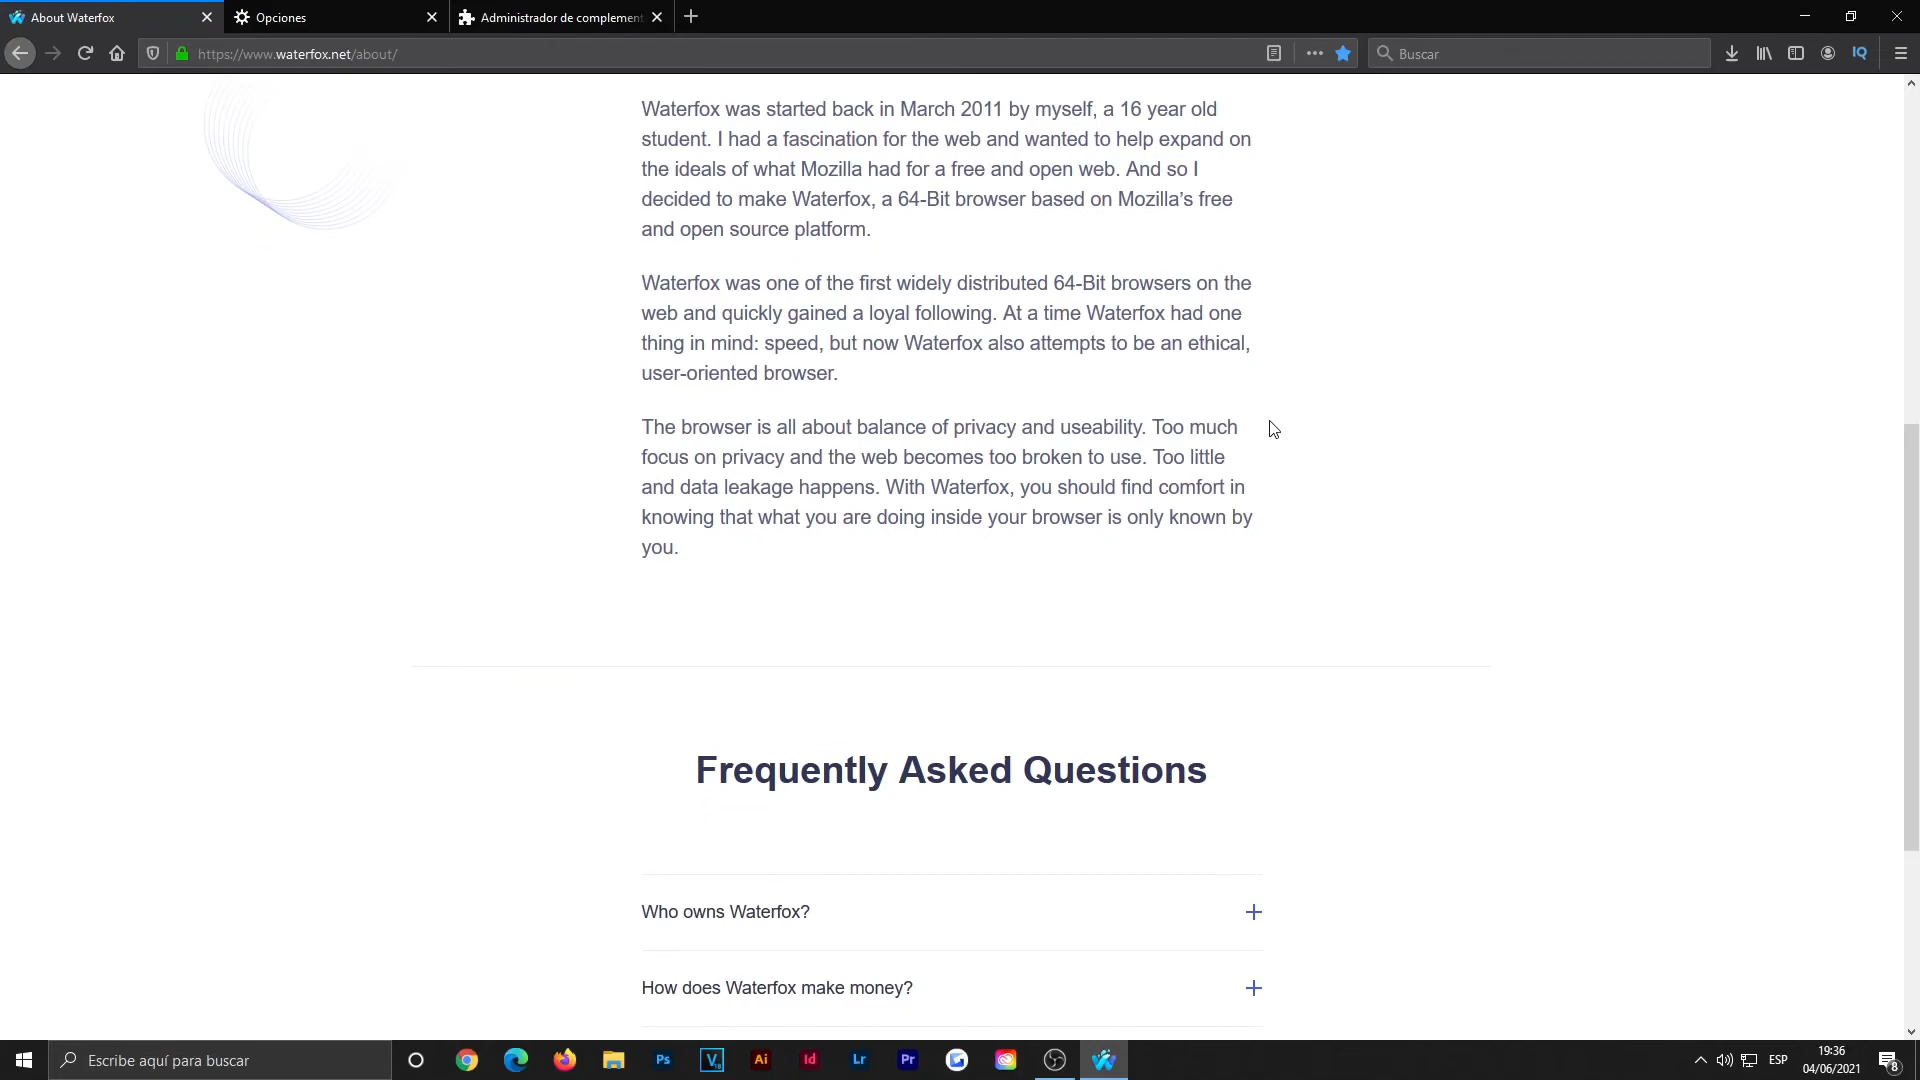 About Waterfox
Opciones
Administrador de complement
https://www.waterfox.net/about/
Buscar
IQ
Waterfox was started back in March 2011 by myself, a 16 year old
student. I had a fascination for the web and wanted to help expand on
the ideals of what Mozilla had for a free and open web. And so I
decided to make Waterfox, a 64-Bit browser based on Mozilla’s free
and open source platform.
Waterfox was one of the first widely distributed 64-Bit browsers on the
web and quickly gained a loyal following. At a time Waterfox had one
thing in mind: speed, but now Waterfox also attempts to be an ethical,
user-oriented browser.
The browser is all about balance of privacy and useability. Too much
focus on privacy and the web becomes too broken to use. Too little
and data leakage happens. With Waterfox, you should find comfort in
knowing that what you are doing inside your browser is only known by
you.
Frequently Asked Questions
Who owns Waterfox?
How does Waterfox make money?
Escribe aquí para buscar
Ps
V
Ai
Id
Lr
Pr
ESP
19:36
04/06/2021
8